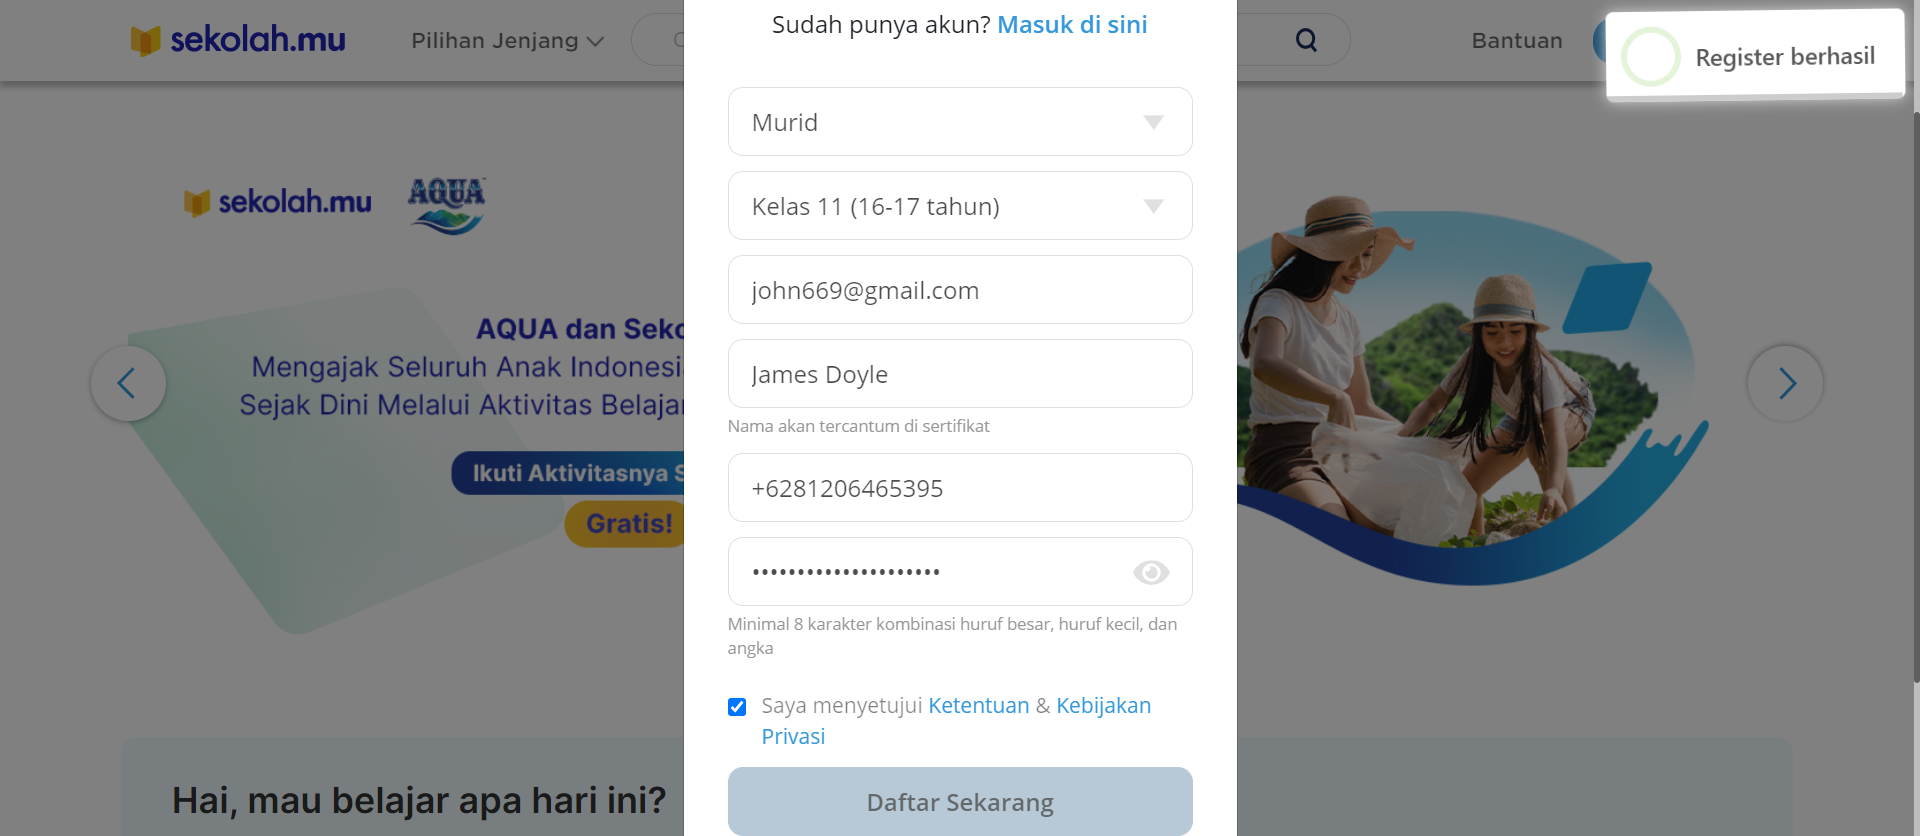 sekolah.mu
Pilihan Jenjang
Bantuan
Register berhasil
Sudah punya akun? Masuk di sini
Murid
Kelas 11 (16-17 tahun)
john669@gmail.com
James Doyle
Nama akan tercantum di sertifikat
+6281206465395
•••••••••••••••••••••
Minimal 8 karakter kombinasi huruf besar, huruf kecil, dan
angka
Saya menyetujui Ketentuan & Kebijakan
Privasi
Daftar Sekarang
sekolah.mu
AQUA
AQUA dan Seko
Mengajak Seluruh Anak Indonesi
Sejak Dini Melalui Aktivitas Belajar
Ikuti Aktivitasnya S
Gratis!
Hai, mau belajar apa hari ini?